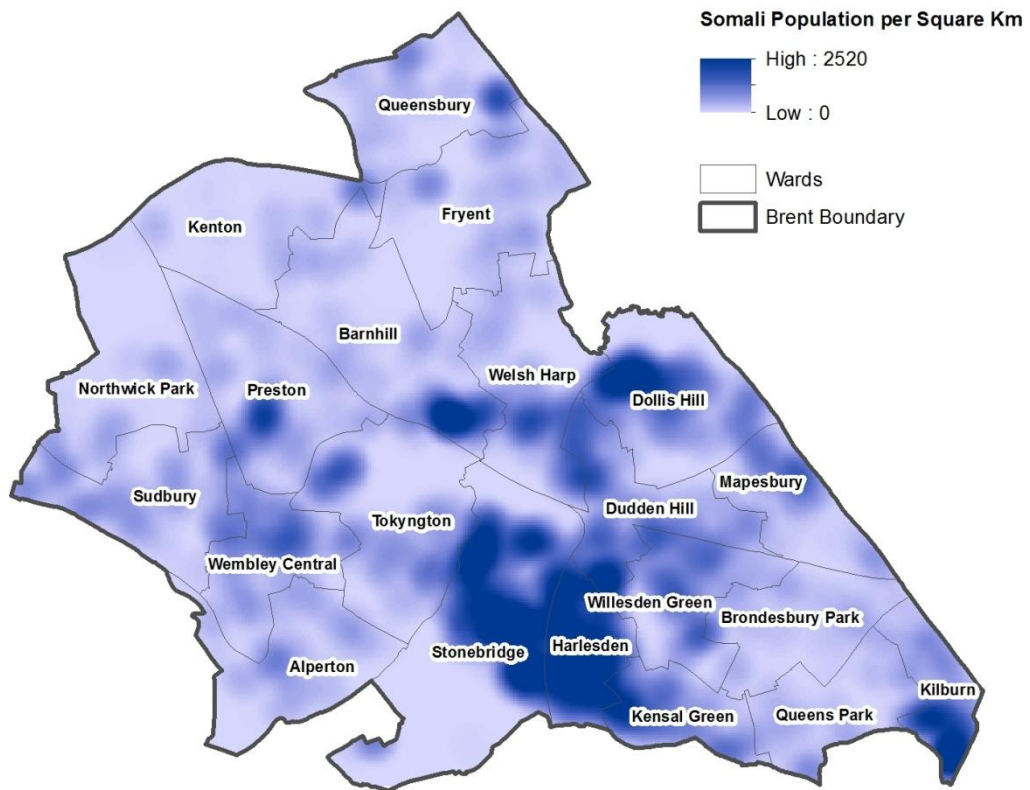 Somali Population per Square Km
High : 2520
Low : 0
Wards
Brent Boundary
Queensbury
Fryent
Kenton
Barnhill
Welsh Harp
Northwick Park
Preston
Dollis Hill
Sudbury
Mapesbury
Tokyngton
Dudden Hill
Wembley Central
Willesden Green
Brondesbury Park
Stonebridge
Harlesden
Alperton
Kilburn
Kensal Green
Queens Park